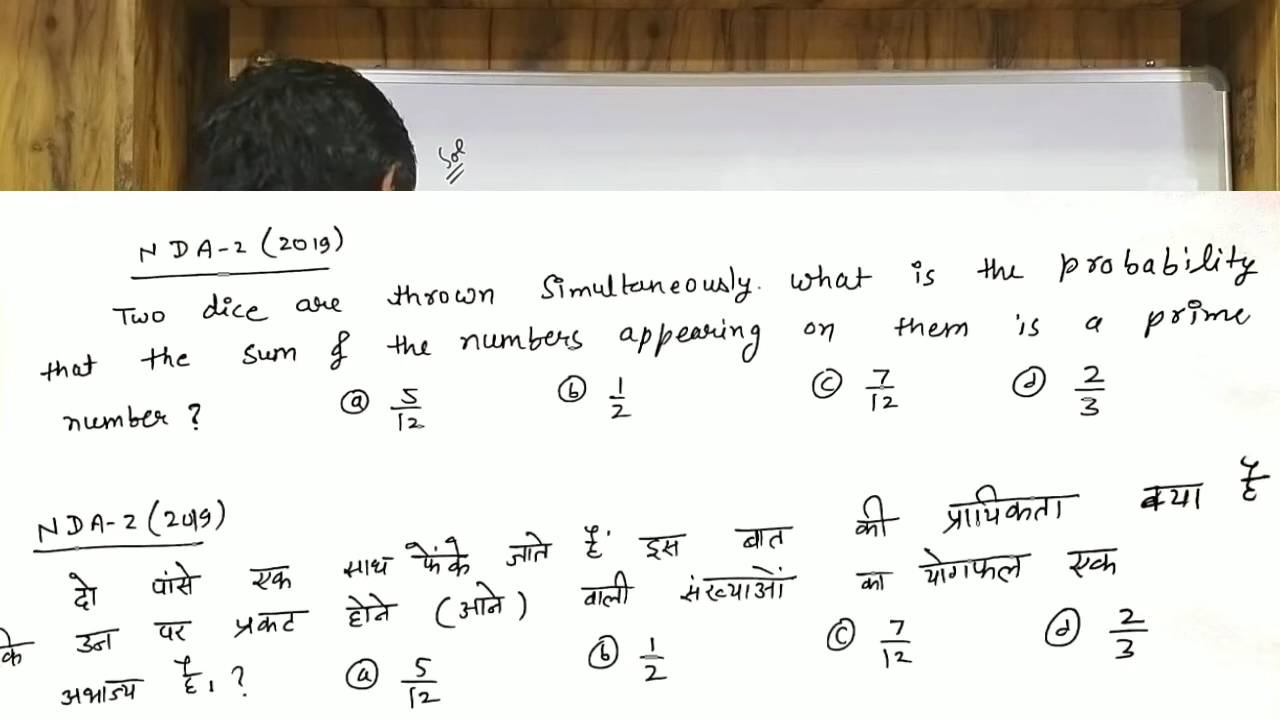 Sol
NDA-2 (2019)
Two dice are thrown Simultaneously. What is the probability
that the sum of the numbers appearing on them is a prime
number ? (a) 5/12 (b) 1/2 (c) 7/12 (d) 2/3
NDA-2 (2019)
दो पांसे एक साथ फेंके जाते हैं. इस बात की प्रायिकता क्या है
कि उन पर प्रकट होने (आने) वाली संख्याओं का योगफल एक
अभाज्य है, ? (a) 5/12 (b) 1/2 (c) 7/12 (d) 2/3